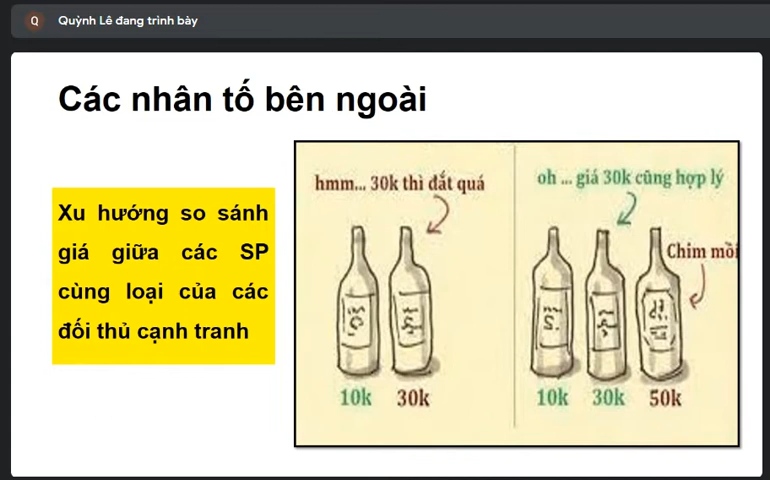 Q Quỳnh Lê đang trình bày
Các nhân tố bên ngoài
Xu hướng so sánh
giá giữa các SP
cùng loại của các
đối thủ cạnh tranh
hmm... 30k thì đắt quá
10k 30k
oh ... giá 30k cũng hợp lý
Chim mồi
10k 30k 50k